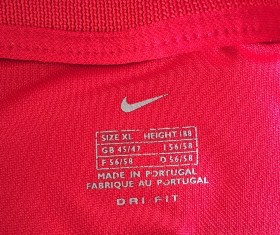 SIZE XL HEIGHT 188
GB 45/47 I 56/58
F 56/58 D 56/58
MADE IN PORTUGAL
FABRIQUE AU PORTUGAL
DRI FIT